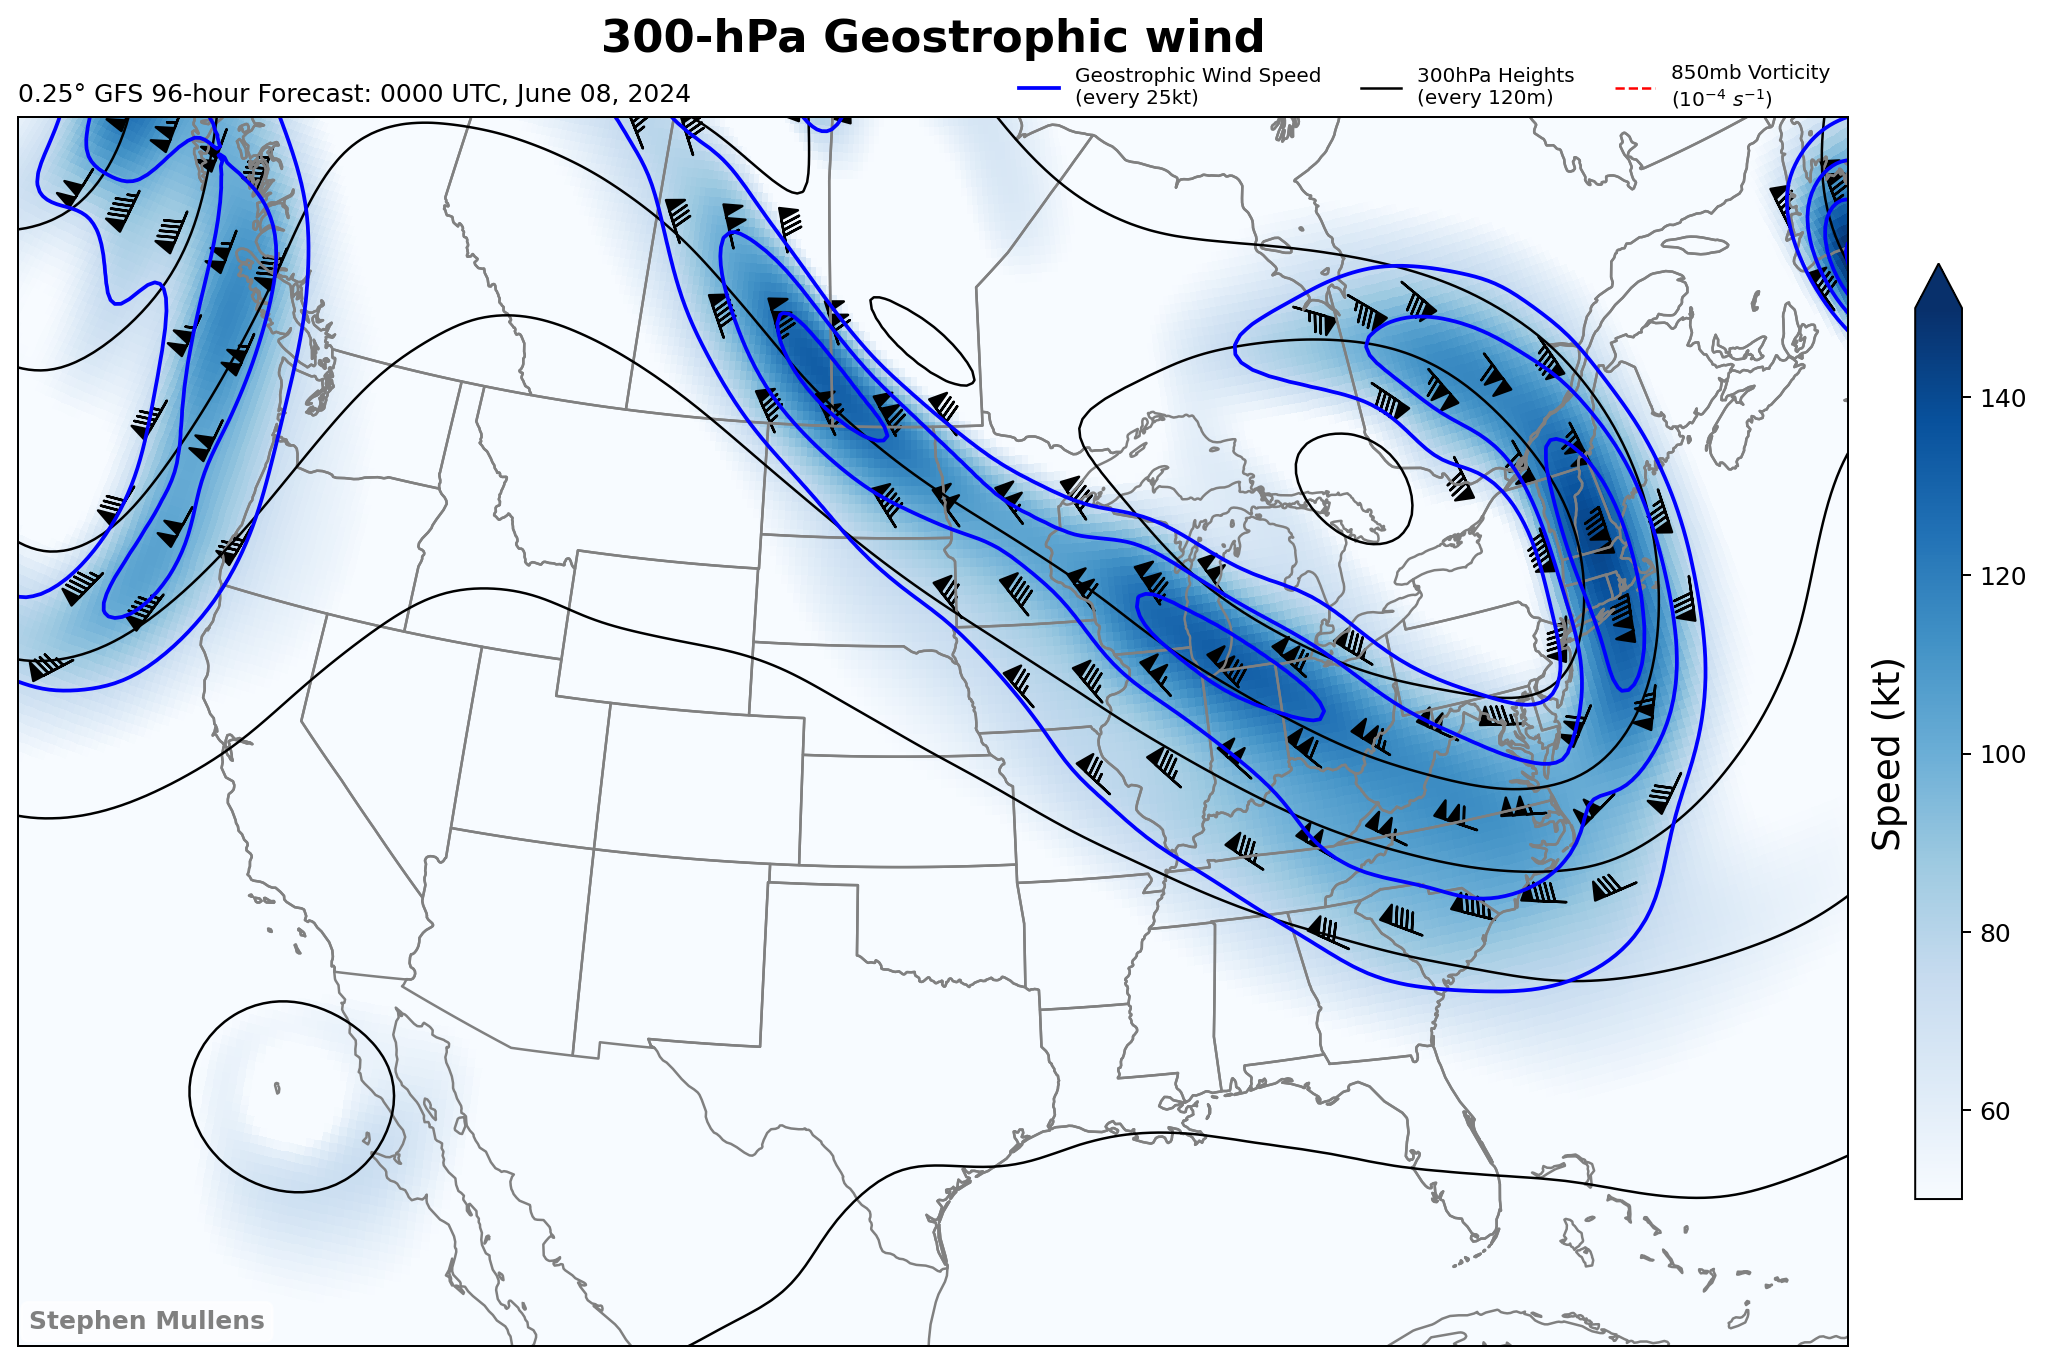 300-hPa Geostrophic wind
0.25° GFS 96-hour Forecast: 0000 UTC, June 08, 2024
Geostrophic Wind Speed
(every 25kt)
300hPa Heights
(every 120m)
850mb Vorticity
(10⁻⁴ s⁻¹)
140
120
100
80
60
Speed (kt)
Stephen Mullens